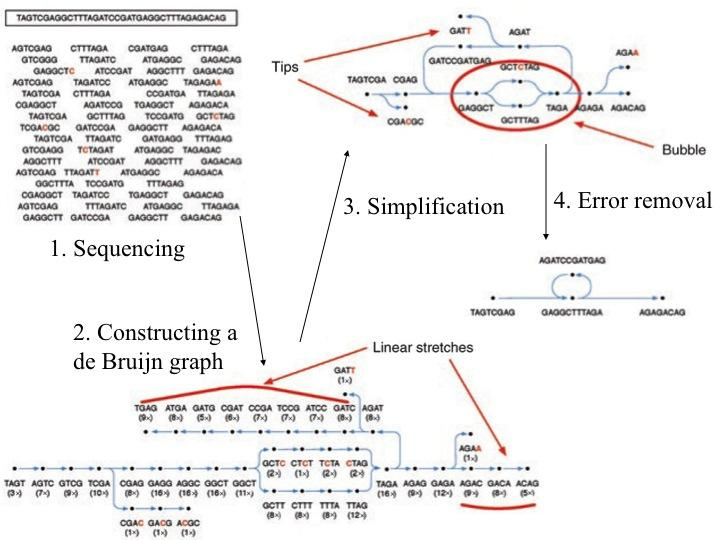 TAGTCGAGGCTTTAGATCCGATGAGGCTTTAGAGACAG
AGTCGAG CTTTAGA CGATGAG CTTTAGA
GTCGGG TTAGATC ATGAGGC GAGACAG
GAGGCTC ATCCGAT AGGCTTT GAGACAG
AGTCGAG TAGATCC ATGAGGC TAGAGAA
TAGTCGA CTTTAGA CCGATGA TTAGAGA
CGAGGCT AGATCCG TGAGGCT AGAGACA
TAGTCGA GCTTTAG TCCGATG GCTCTAG
TCGACGC GATCCGA GAGGCTT AGAGACA
TAGTCGA TTAGATC GATGAGG TTTAGAG
GTCGAGG TCTAGAT ATGAGGC TAGAGAC
AGGCTTT ATCCGAT AGGCTTT GAGACAG
AGTCGAG TTAGATT ATGAGGC AGAGACA
GGCTTTA TCCGATG TTTAGAG
CGAGGCT TAGATCC TGAGGCT GAGACAG
AGTCGAG TTTAGATC ATGAGGC TTAGAGA
GAGGCTT GATCCGA GAGGCTT GAGACAG
1. Sequencing
2. Constructing a
de Bruijn graph
3. Simplification
4. Error removal
Tips
GATT AGAT
GATCCGATGAG GCTCTAG
AGAA
TAGTCGA CGAG
GAGGCT TAGA AGAGA AGACAG
CGACGC
GCTTTAG
Bubble
AGATCCGATGAG
TAGTCGAG GAGGCTTTAGA AGAGACAG
Linear stretches
GATT
(1×)
TGAG ATGA GATG CGAT CCGA TCCG ATCC GATC AGAT
(9×) (8×) (5×) (6×) (7×) (7×) (7×) (8×) (8×)
AGAA
(1×)
GCTC CTCT TCTA CTAG
(2×) (1×) (2×) (2×)
TAGT AGTC GTCG TCGA CGAG GAGG AGGC GGCT GGCT TAGA AGAG GAGA AGAC GACA ACAG
(3×) (7×) (9×) (10×) (8×) (16×) (16×) (16×) (11×) (16×) (9×) (12×) (9×) (8×) (5×)
GCTT CTTT TTTA TTAG
(8×) (8×) (8×) (12×)
CGAC GACG ACGC
(1×) (1×) (1×)